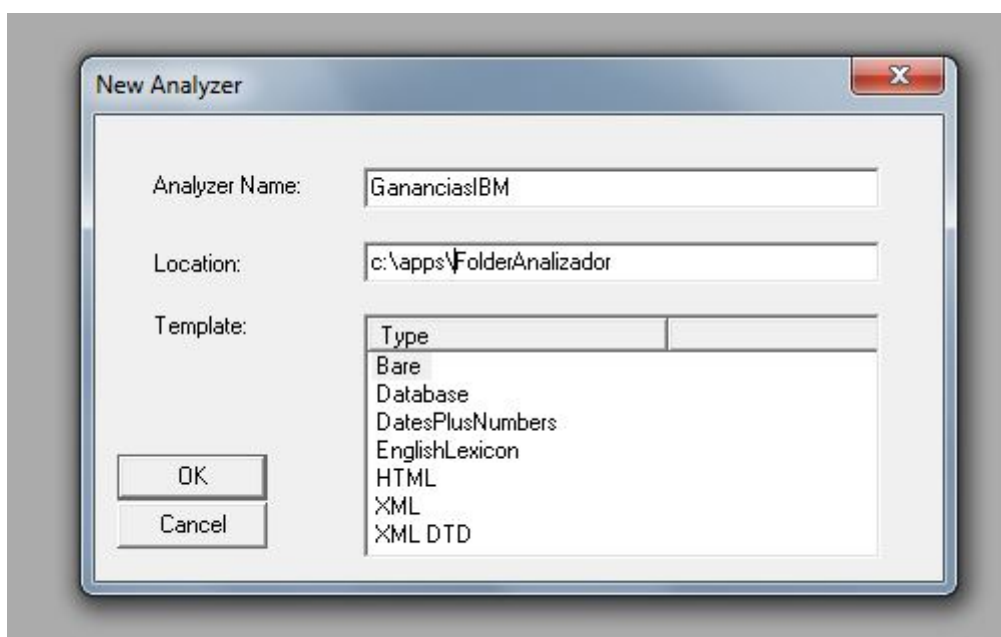 New Analyzer
Analyzer Name: GananciasIBM
Location: c:\apps\FolderAnalizador
Template: Type
Bare
Database
DatesPlusNumbers
EnglishLexicon
HTML
XML
XML DTD
OK
Cancel